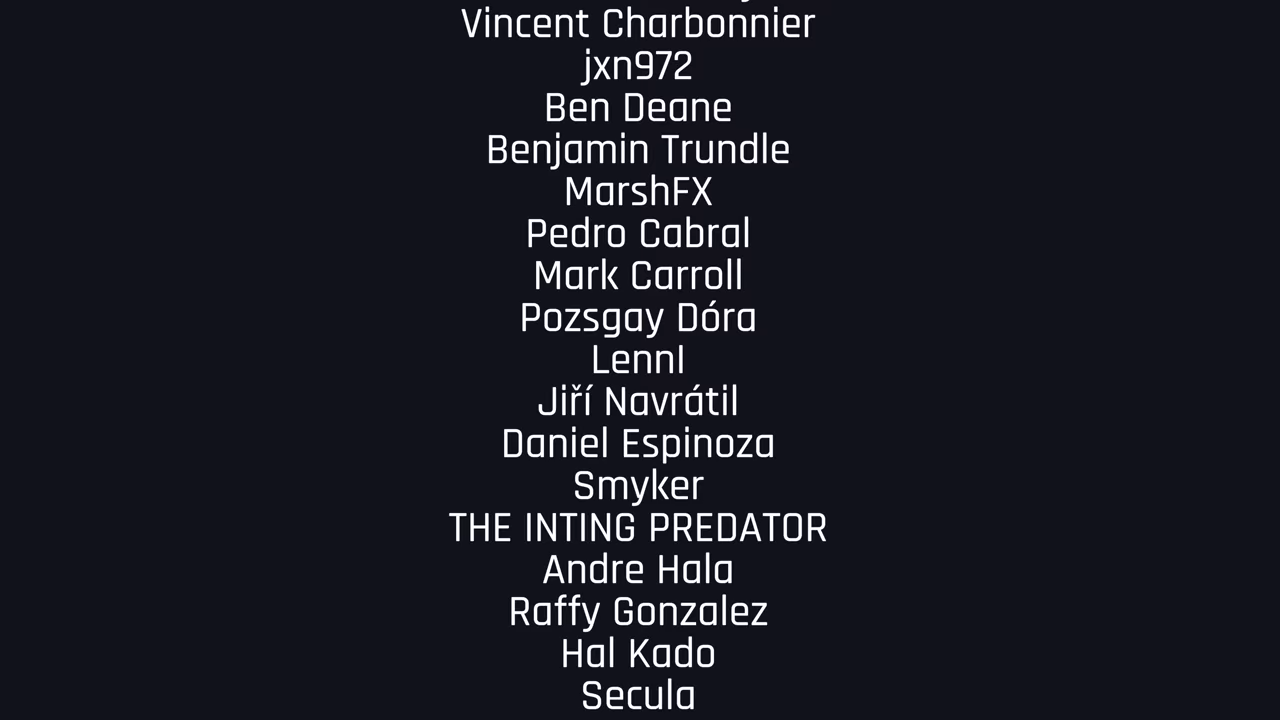 Vincent Charbonnier
jxn972
Ben Deane
Benjamin Trundle
MarshFX
Pedro Cabral
Mark Carroll
Pozsgay Dóra
LennI
Jiří Navrátil
Daniel Espinoza
Smyker
THE INTING PREDATOR
Andre Hala
Raffy Gonzalez
Hal Kado
Secula